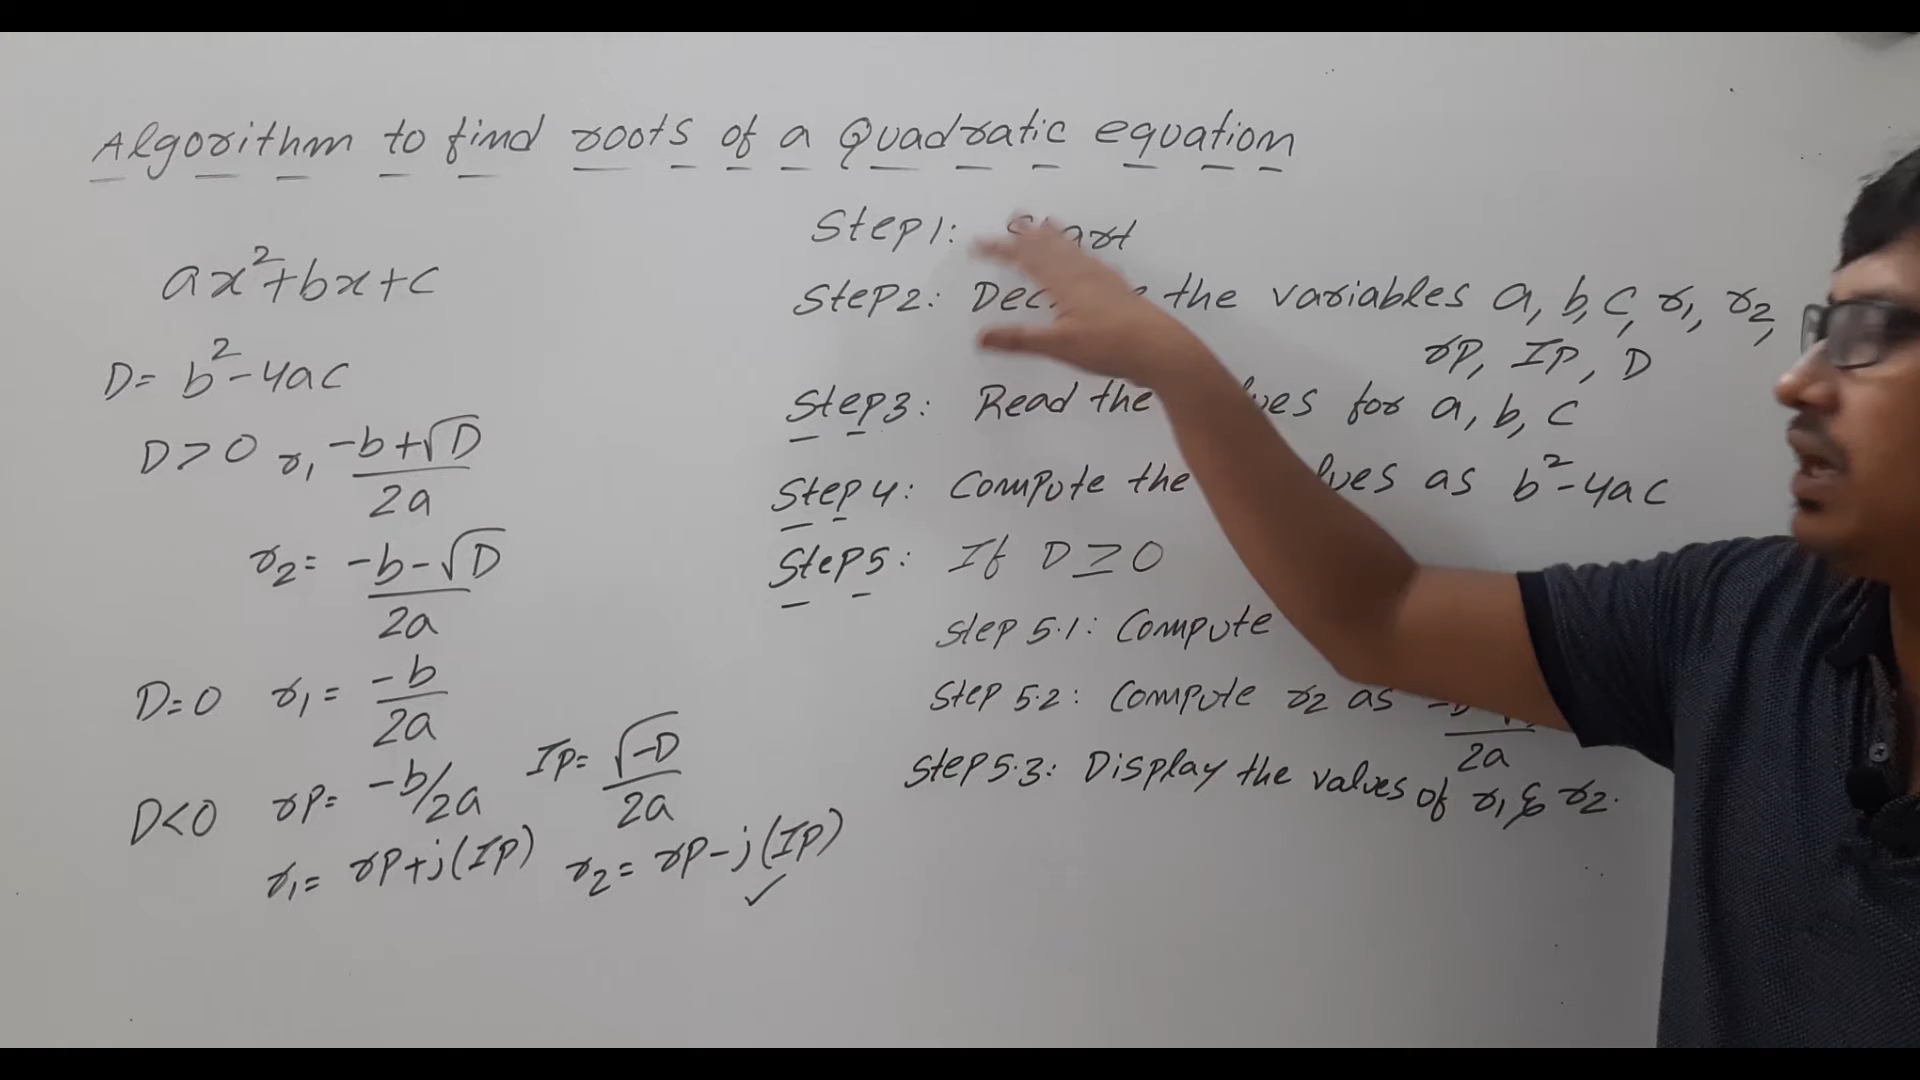 Algorithm to find roots of a Quadratic equation
ax²+bx+c
D= b²-4ac
D>0 r₁ -b+√D
2a
r₂= -b-√D
2a
D=0 r₁= -b
2a
D<0 rP= -b/2a IP= √-D
2a
r₁= rP+j(IP) r₂= rP-j(IP) ✓
Step1: Start
Step2: the variables a, b, c, r₁, r₂,
rP, IP, D
Step3: Read the for a, b, c
Step4: Compute the as b²-4ac
Step5: If D≥0
Step 5.1: Compute
Step 5.2: Compute r2 as
2a
Step5.3: Display the values of r₁ & r2.